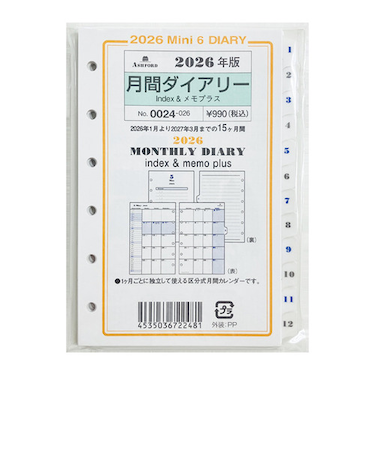 2026 Mini 6 DIARY
ASHFORD
2026年版
月間ダイアリー
Index & メモプラス
No. 0024-026
¥990(税込)
2026年1月より2027年3月までの15ヶ月間
2026
MONTHLY DIARY
index & memo plus
5
(裏)
(表)
●1ヶ月ごとに独立して使える区分式月間カレンダーです。
4535036722481
プラ
外装:PP
1
2
3
4
5
6
7
8
9
10
11
12